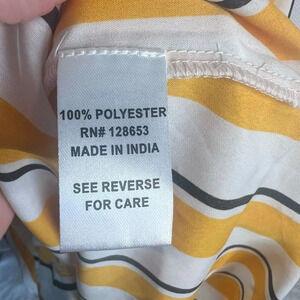 100% POLYESTER
RN# 128653
MADE IN INDIA
SEE REVERSE
FOR CARE